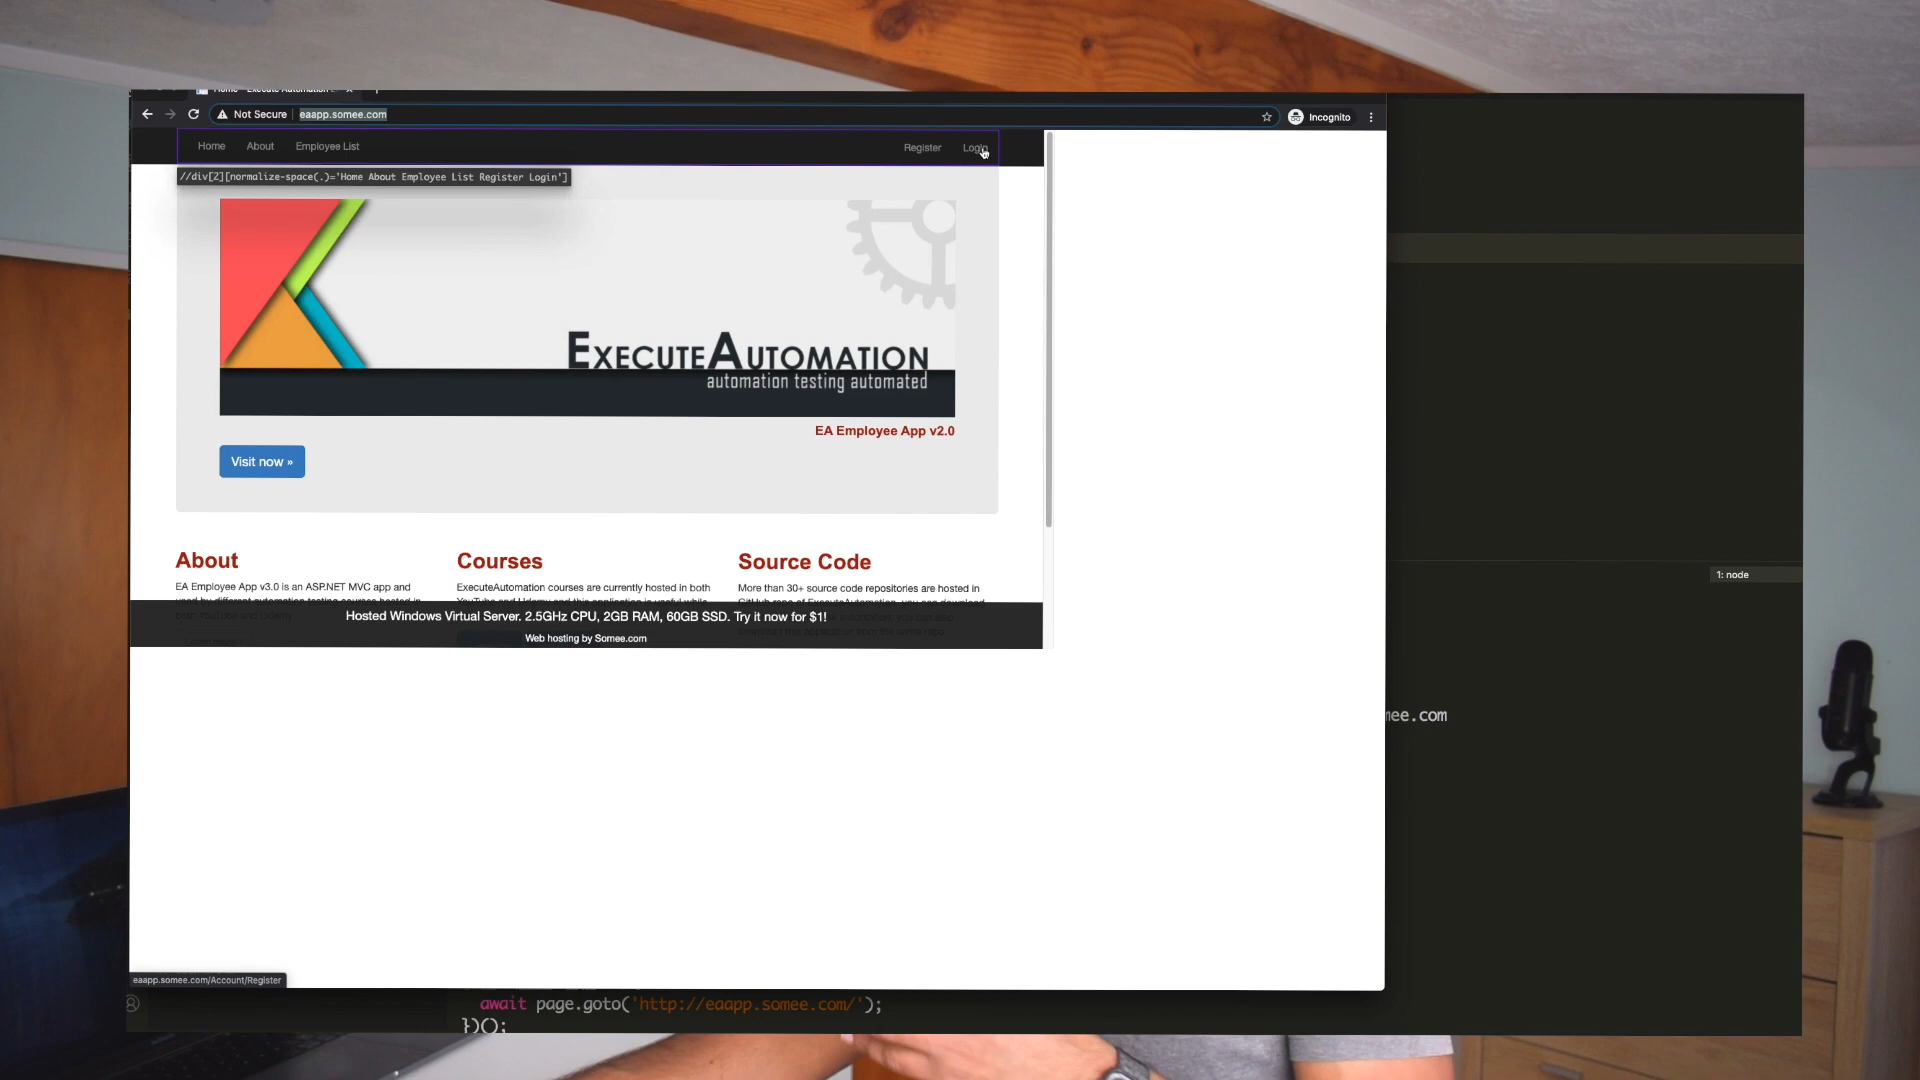 Not Secure
eaapp.somee.com
Incognito
Home About Employee List Register Login
//div[2][normalize-space(.)='Home About Employee List Register Login']
EXECUTEAUTOMATION
automation testing automated
EA Employee App v2.0
Visit now »
About
EA Employee App v3.0 is an ASP.NET MVC app and
Courses
ExecuteAutomation courses are currently hosted in both
Source Code
More than 30+ source code repositories are hosted in
Hosted Windows Virtual Server. 2.5GHz CPU, 2GB RAM, 60GB SSD. Try it now for $1!
Web hosting by Somee.com
1: node
mee.com
eaapp.somee.com/Account/Register
await page.goto('http://eaapp.somee.com/');
})();